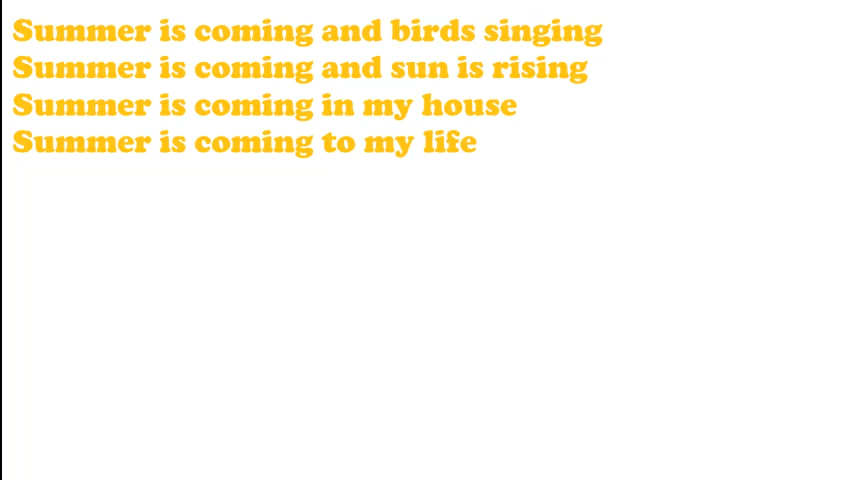 Summer is coming and birds singing
Summer is coming and sun is rising
Summer is coming in my house
Summer is coming to my life